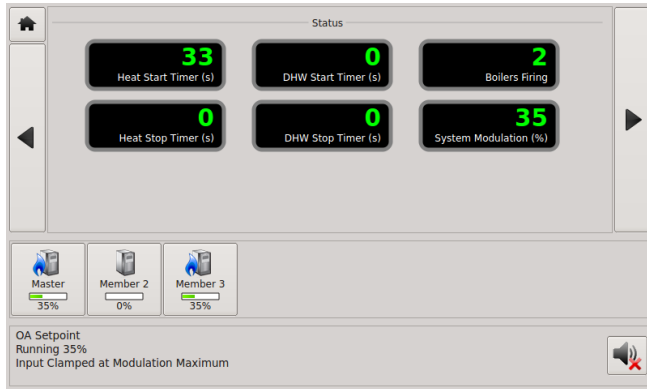 Status
33
Heat Start Timer (s)
0
DHW Start Timer (s)
2
Boilers Firing
0
Heat Stop Timer (s)
0
DHW Stop Timer (s)
35
System Modulation (%)
Master
35%
Member 2
0%
Member 3
35%
OA Setpoint
Running 35%
Input Clamped at Modulation Maximum